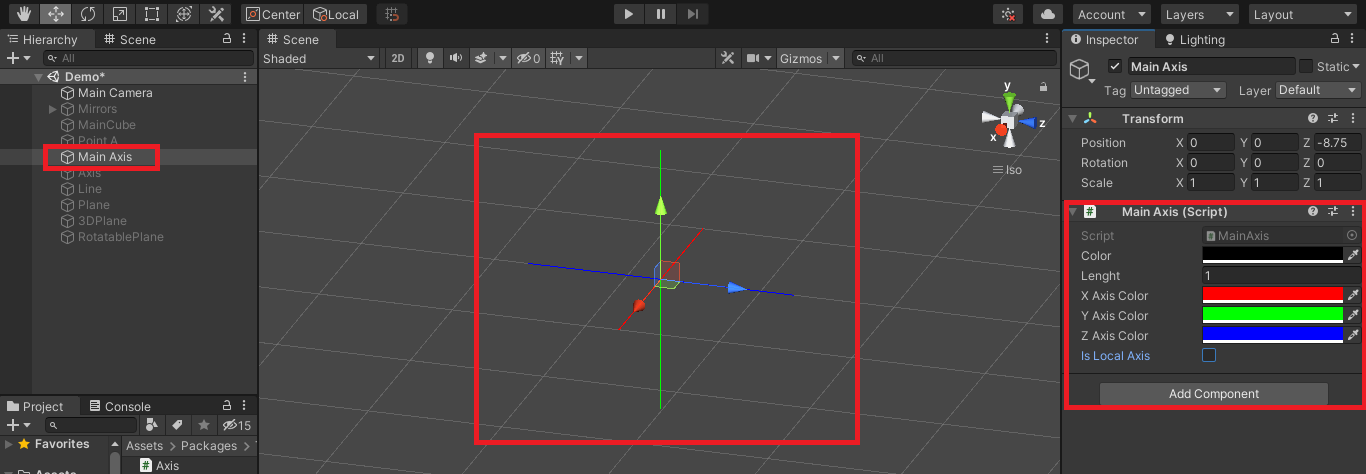 Center Local Account Layers Layout
Hierarchy Scene
All
Demo*
Main Camera
Mirrors
MainCube
Point A
Main Axis
Axis
Line
Plane
3DPlane
RotatablePlane
Project Console
15
Favorites
Assets
Assets > Packages >
Axis
Scene
Shaded 2D 0 Gizmos All
y
z
x
Iso
Inspector Lighting
Main Axis Static
Tag Untagged Layer Default
Transform
Position X 0 Y 0 Z -8.75
Rotation X 0 Y 0 Z 0
Scale X 1 Y 1 Z 1
# Main Axis (Script)
Script MainAxis
Color
Lenght 1
X Axis Color
Y Axis Color
Z Axis Color
Is Local Axis
Add Component